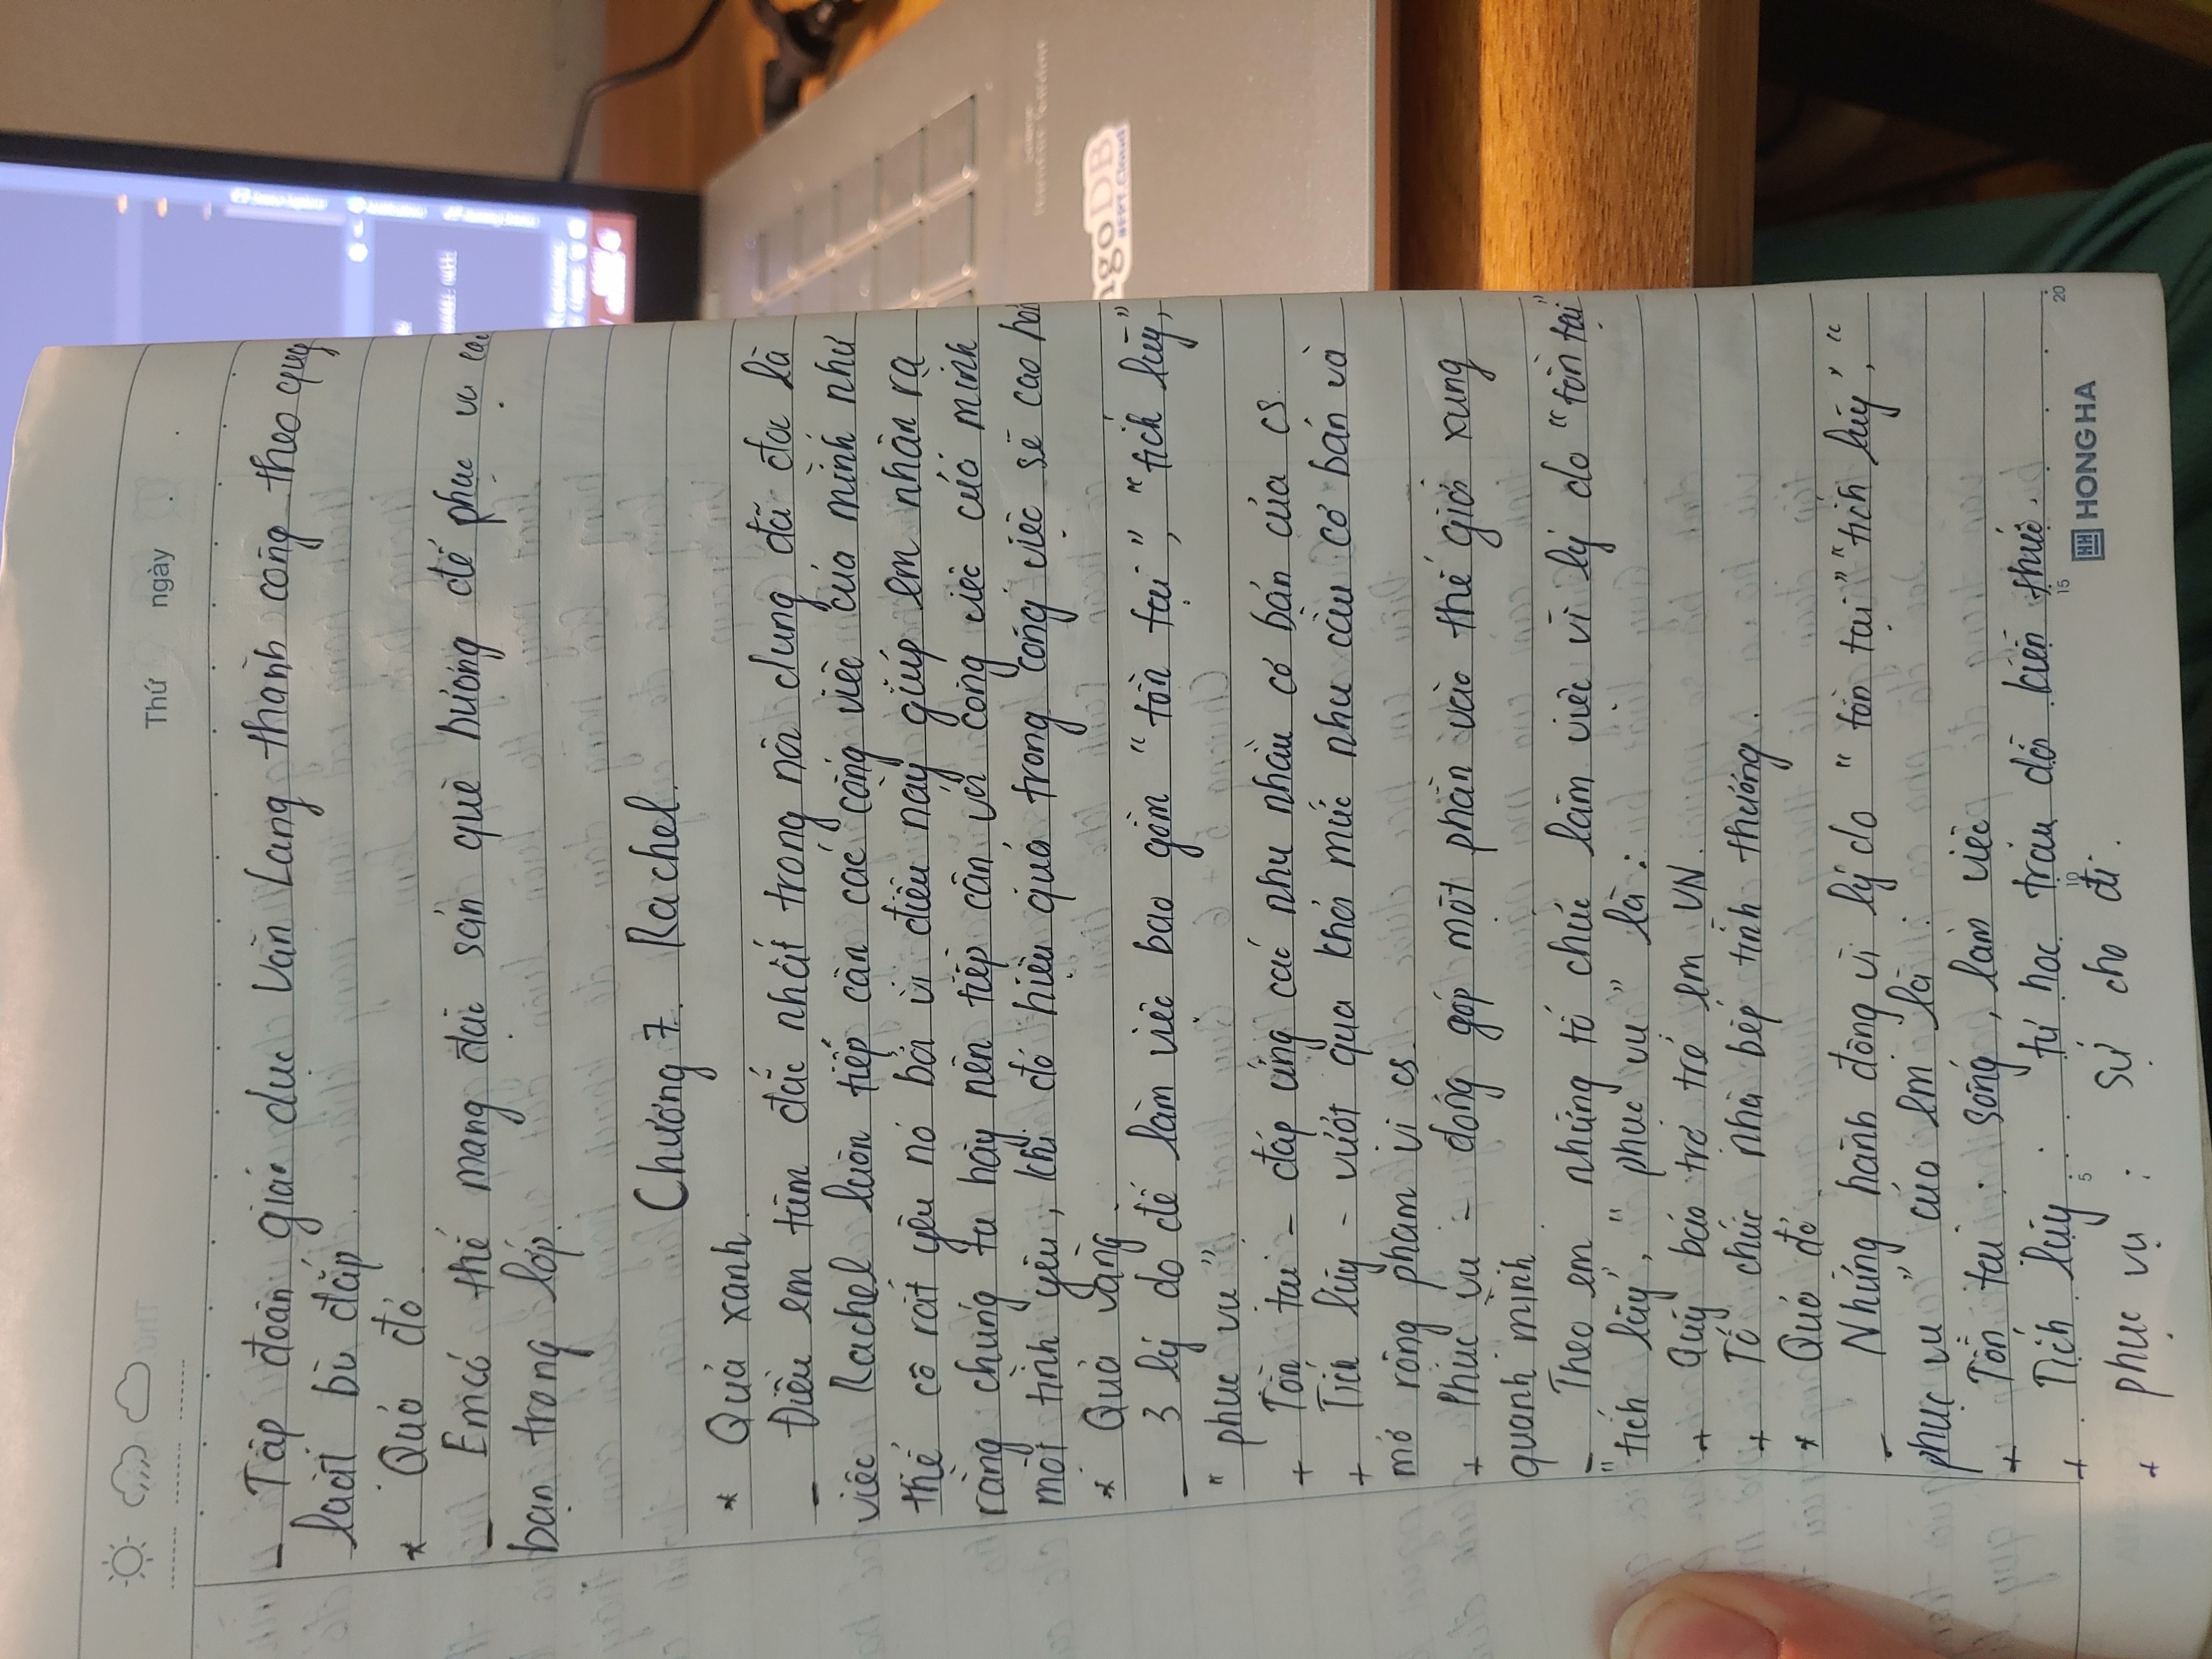 Thứ ngày
- Tập đoàn giáo dục Văn Lang thành công theo quy
luật bù đắp.
* Quả đỏ.
- Em có thể mang đặc sản quê hương để phục vụ các
bạn trong lớp.
Chương 7. Rachel.
* Quả xanh.
- Điều em tâm đắc nhất trong nội dung đã đọc là
việc Rachel luôn tiếp cận các công việc của mình như
thể cô rất yêu nó bởi vì điều này giúp em nhận ra
rằng chúng ta hãy nên tiếp cận với công việc của mình
một tình yêu, khi đó hiệu quả trong công việc sẽ cao hơn
* Quả vàng.
- 3 lý do để làm việc bao gồm "tồn tại", "tích lũy",
"phục vụ".
+ Tồn tại - đáp ứng các nhu nhầu cơ bản của cs.
+ Tích lũy - vượt qua khỏi mức nhu cầu cơ bản và
mở rộng phạm vi cs.
+ Phục vụ - đóng góp một phần vào thế giới xung
quanh mình
- Theo em những tổ chức làm việc vì lý do "tồn tại"
"tích lũy", "phục vụ" là:
+ Quỹ bảo trợ trẻ em VN.
+ Tổ chức nhà bếp tình thương.
* Quả đỏ
- Những hành động vì lý do "tồn tại" "tích lũy", "
phục vụ" của em là:
+ Tồn tại : sống, làm việc
+ Tích lũy : tự học trau dồi kiến thức.
5 10 15 20
HONG HA
+ phục vụ : sự cho đi.
ngoDB